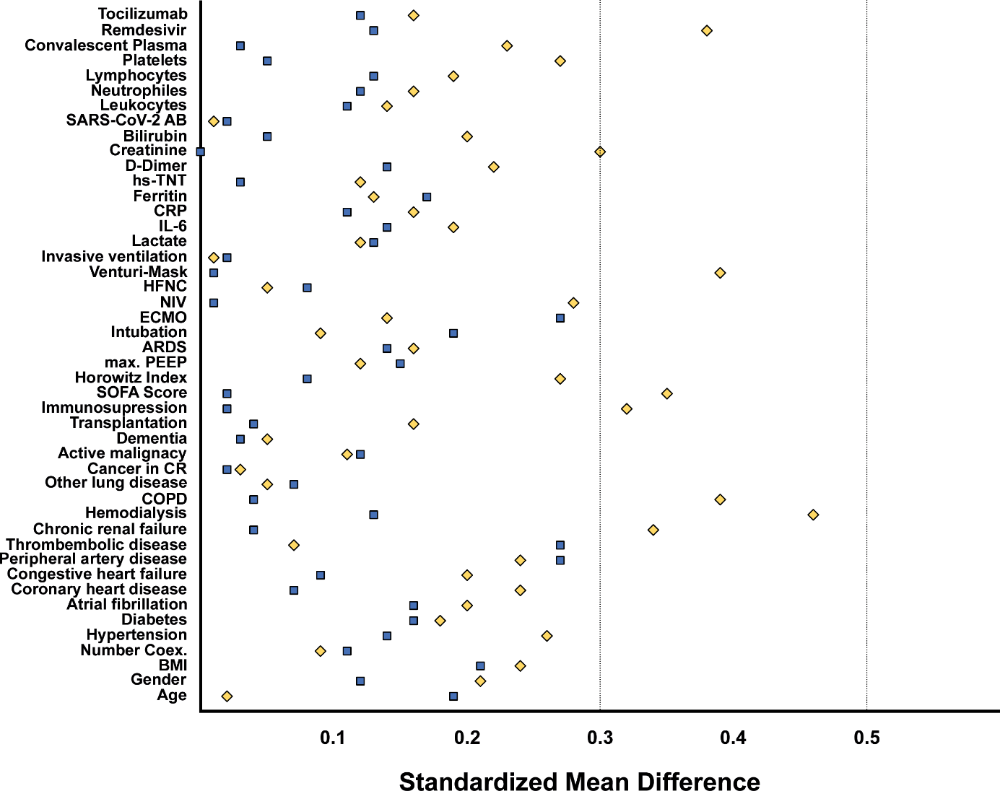 Tocilizumab
Remdesivir
Convalescent Plasma
Platelets
Lymphocytes
Neutrophiles
Leukocytes
SARS-CoV-2 AB
Bilirubin
Creatinine
D-Dimer
hs-TNT
Ferritin
CRP
IL-6
Lactate
Invasive ventilation
Venturi-Mask
HFNC
NIV
ECMO
Intubation
ARDS
max. PEEP
Horowitz Index
SOFA Score
Immunosupression
Transplantation
Dementia
Active malignacy
Cancer in CR
Other lung disease
COPD
Hemodialysis
Chronic renal failure
Thrombembolic disease
Peripheral artery disease
Congestive heart failure
Coronary heart disease
Atrial fibrillation
Diabetes
Hypertension
Number Coex.
BMI
Gender
Age
0.1 0.2 0.3 0.4 0.5
Standardized Mean Difference